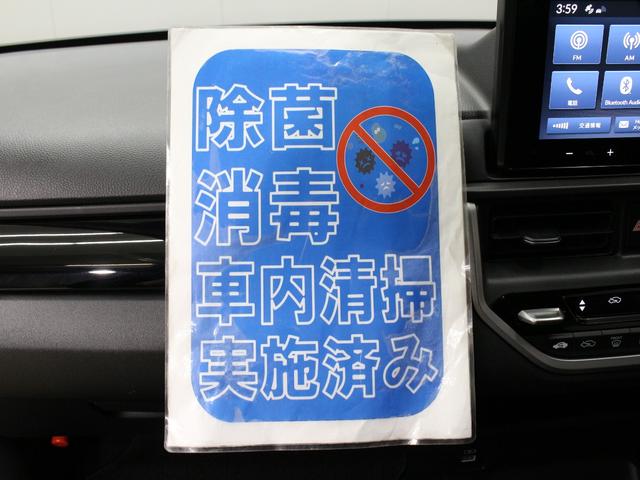 除菌
消毒
車内清掃
実施済み
3:59
FM
AM
電話
Bluetooth Audio
交通情報